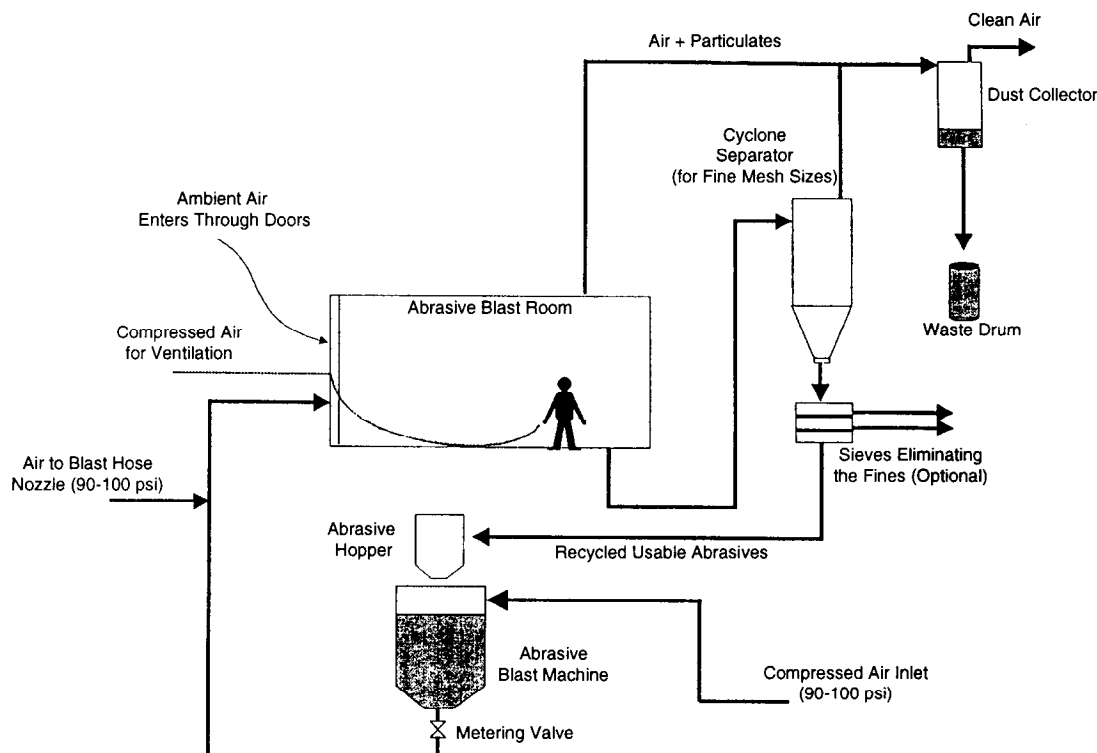 Clean Air
Air + Particulates
Dust Collector
Cyclone
Separator
(for Fine Mesh Sizes)
Ambient Air
Enters Through Doors
Abrasive Blast Room
Waste Drum
Compressed Air
for Ventilation
Sieves Eliminating
the Fines (Optional)
Air to Blast Hose
Nozzle (90-100 psi)
Abrasive
Hopper
Recycled Usable Abrasives
Abrasive
Blast Machine
Compressed Air Inlet
(90-100 psi)
Metering Valve